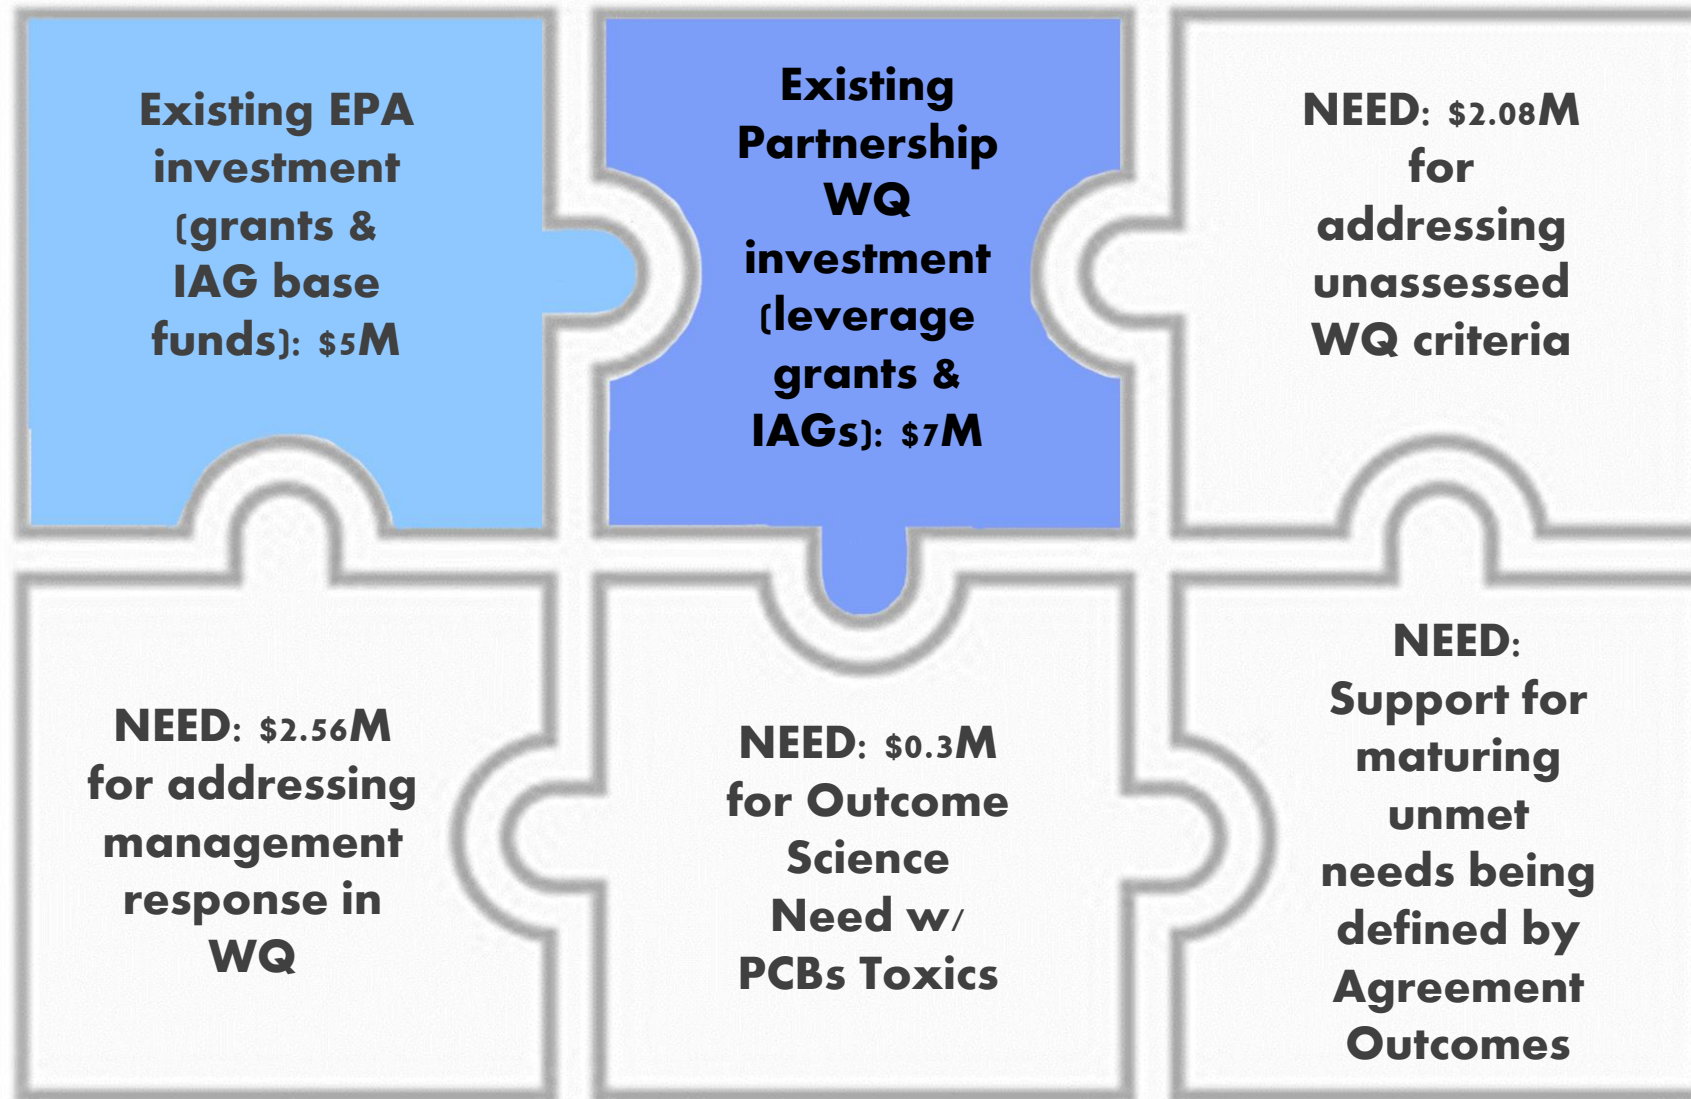 Existing EPA
investment
(grants &
IAG base
funds): $5M
Existing
Partnership
WQ
investment
(leverage
grants &
IAGs): $7M
NEED: $2.08M
for
addressing
unassessed
WQ criteria
NEED: $2.56M
for addressing
management
response in
WQ
NEED: $0.3M
for Outcome
Science
Need w/
PCBs Toxics
NEED:
Support for
maturing
unmet
needs being
defined by
Agreement
Outcomes